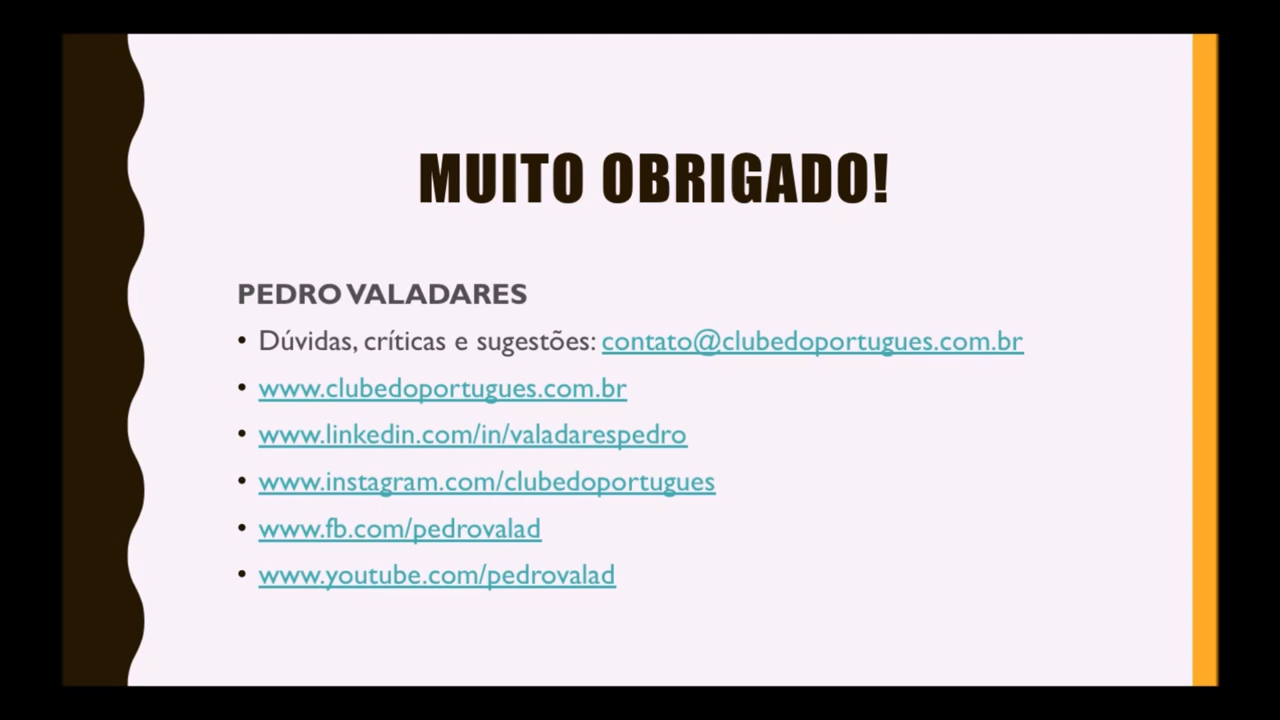 MUITO OBRIGADO!
PEDRO VALADARES
• Dúvidas, críticas e sugestões: contato@clubedoportugues.com.br
• www.clubedoportugues.com.br
• www.linkedin.com/in/valadarespedro
• www.instagram.com/clubedoportugues
• www.fb.com/pedrovalad
• www.youtube.com/pedrovalad